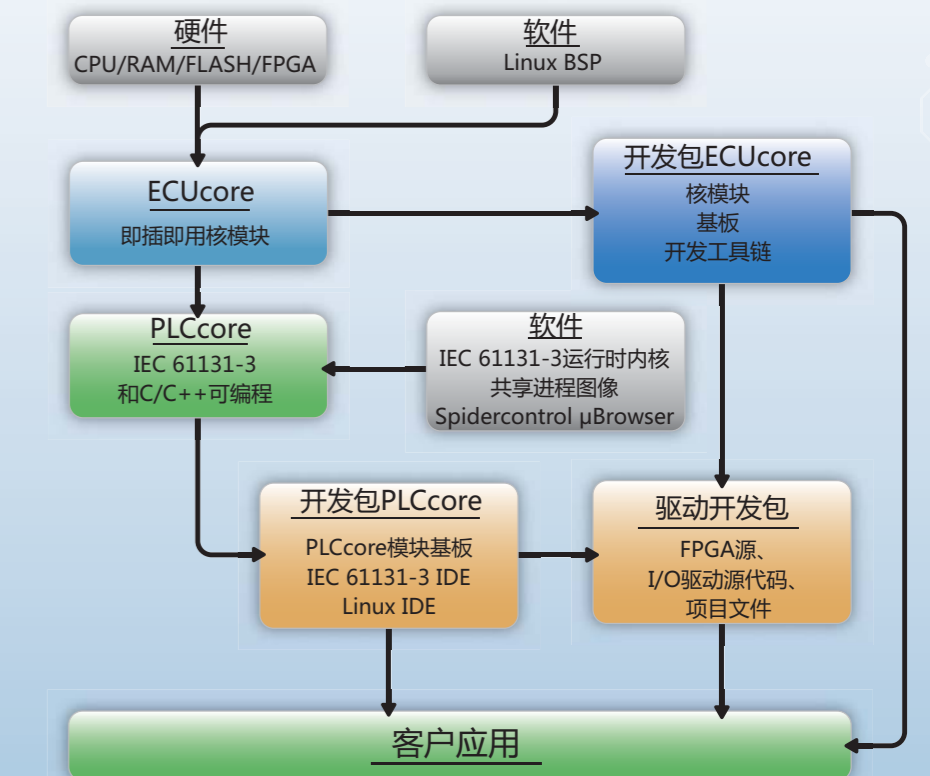 硬件
CPU/RAM/FLASH/FPGA
软件
Linux BSP
ECUcore
即插即用核模块
开发包ECUcore
核模块
基板
开发工具链
PLCcore
IEC 61131-3
和C/C++可编程
软件
IEC 61131-3运行时内核
共享进程图像
Spidercontrol µBrowser
开发包PLCcore
PLCcore模块基板
IEC 61131-3 IDE
Linux IDE
驱动开发包
FPGA源、
I/O驱动源代码、
项目文件
客户应用